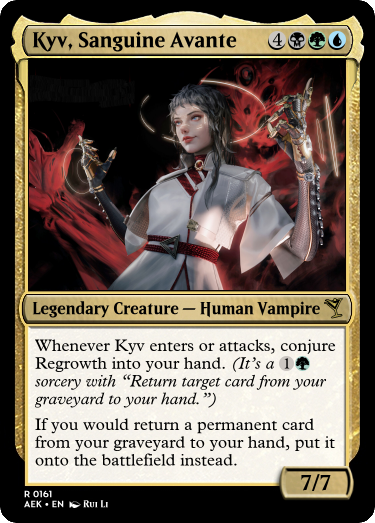 Kyv, Sanguine Avante 4
Legendary Creature — Human Vampire
Whenever Kyv enters or attacks, conjure
Regrowth into your hand. (It's a 1
sorcery with “Return target card from your
graveyard to your hand.”)
If you would return a permanent card
from your graveyard to your hand, put it
onto the battlefield instead.
7/7
R 0161
AEK • EN Rui Li